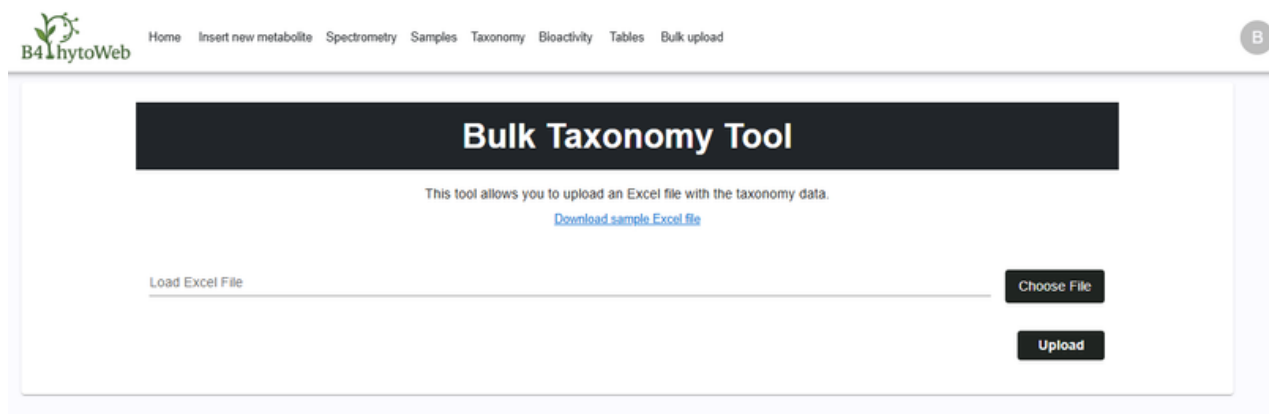 B4PhytoWeb
Home Insert new metabolite Spectrometry Samples Taxonomy Bioactivity Tables Bulk upload
B
Bulk Taxonomy Tool
This tool allows you to upload an Excel file with the taxonomy data.
Download sample Excel file
Load Excel File
Choose File
Upload